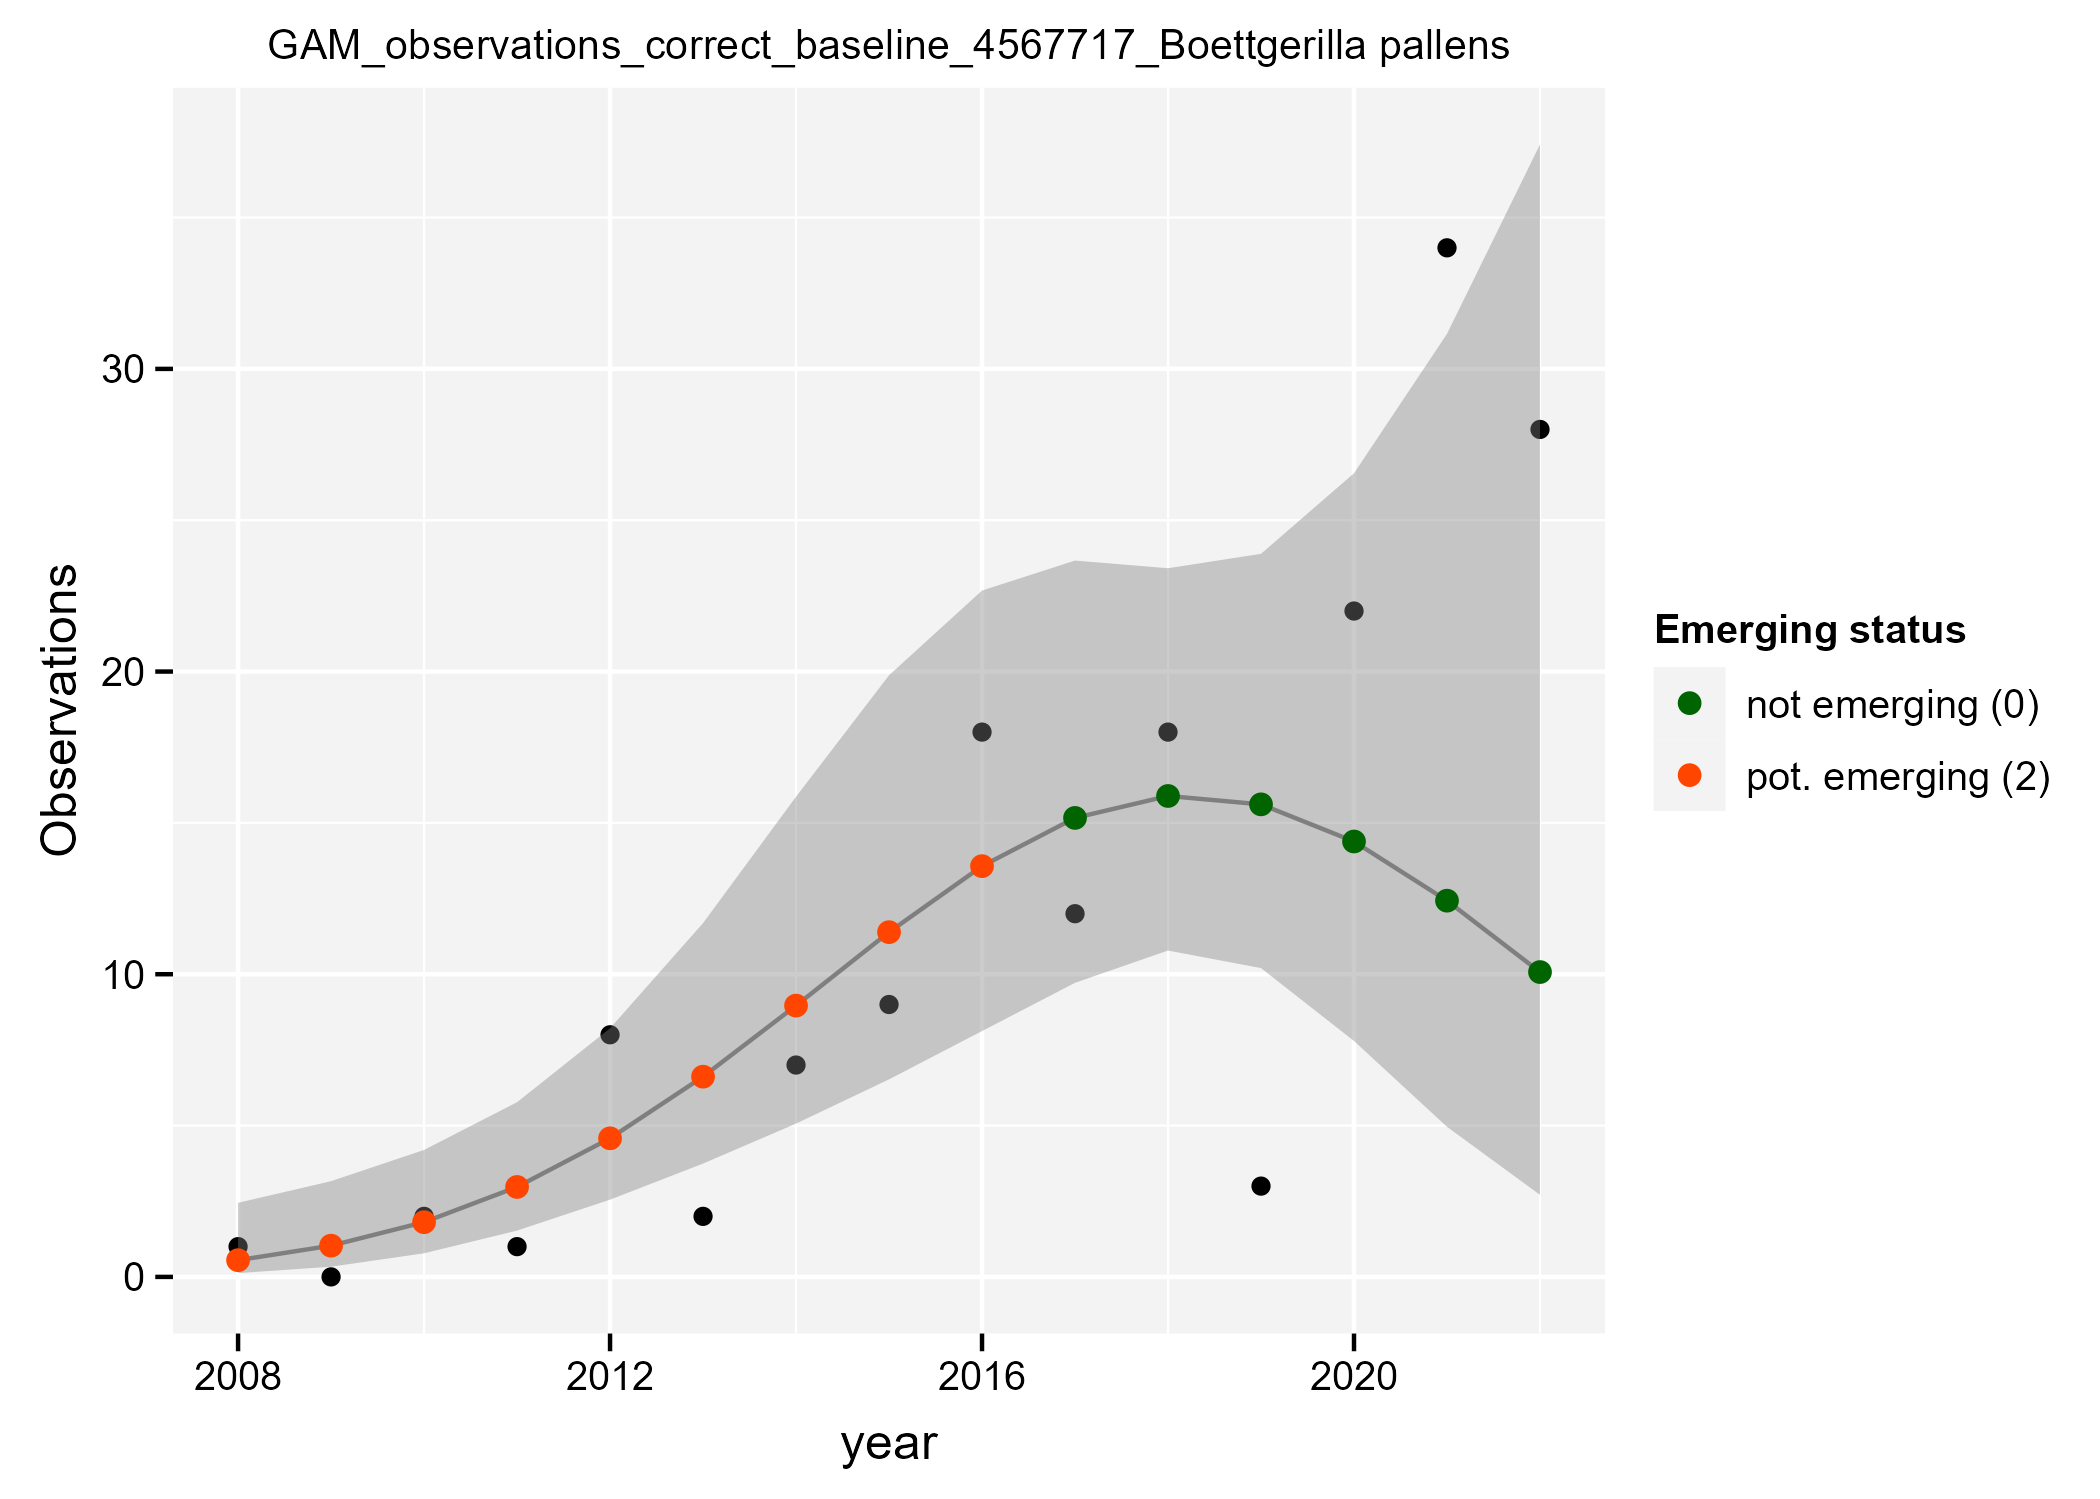 GAM_observations_correct_baseline_4567717_Boettgerilla pallens
Observations
30
20
10
0
2008
2012
2016
2020
year
Emerging status
not emerging (0)
pot. emerging (2)